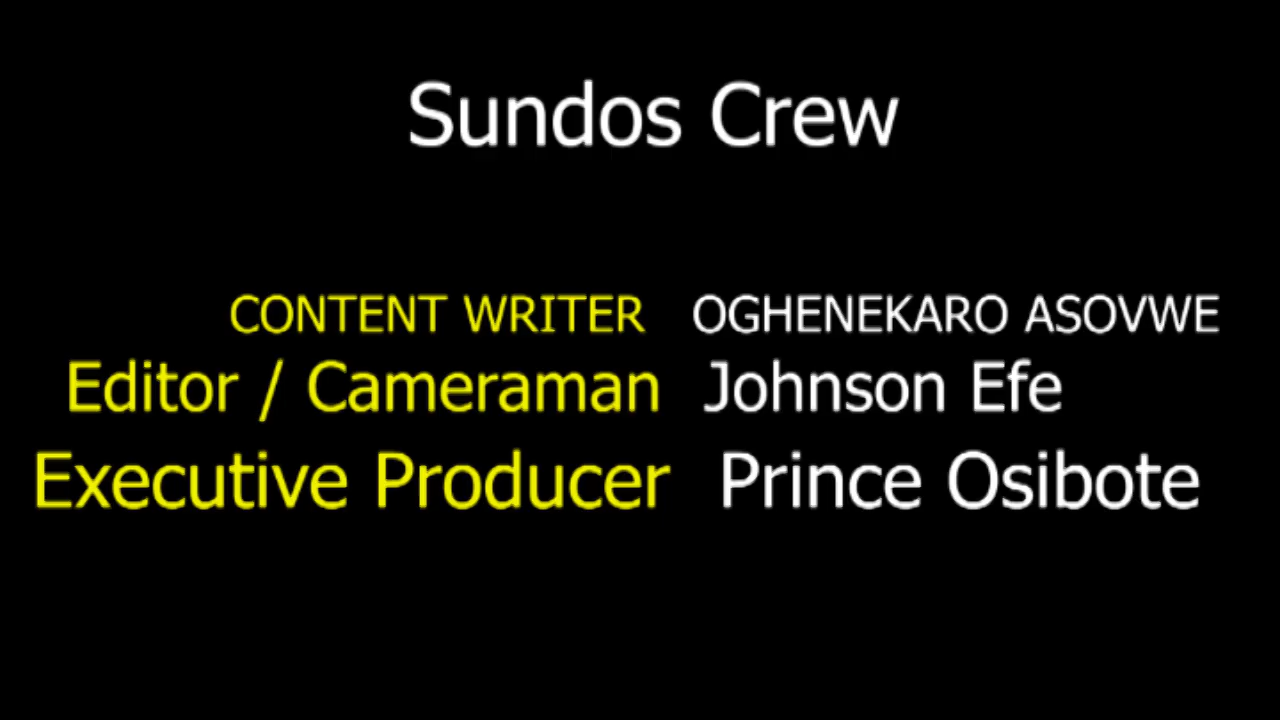 Sundos Crew
CONTENT WRITER OGHENEKARO ASOVWE
Editor / Cameraman Johnson Efe
Executive Producer Prince Osibote